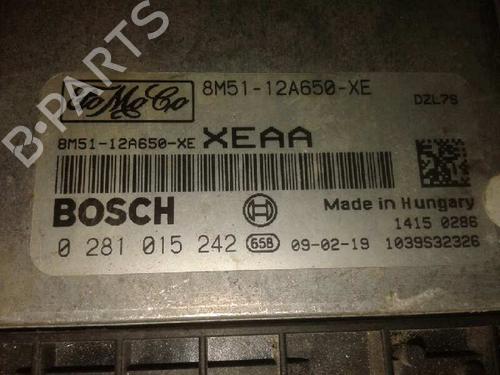 FoMoCo
8M51-12A650-XE
DZL7S
8M51-12A650-XE XEAA
BOSCH
Made in Hungary
1415 0286
0 281 015 242 658 09-02-19 1039S32326
B-PARTS